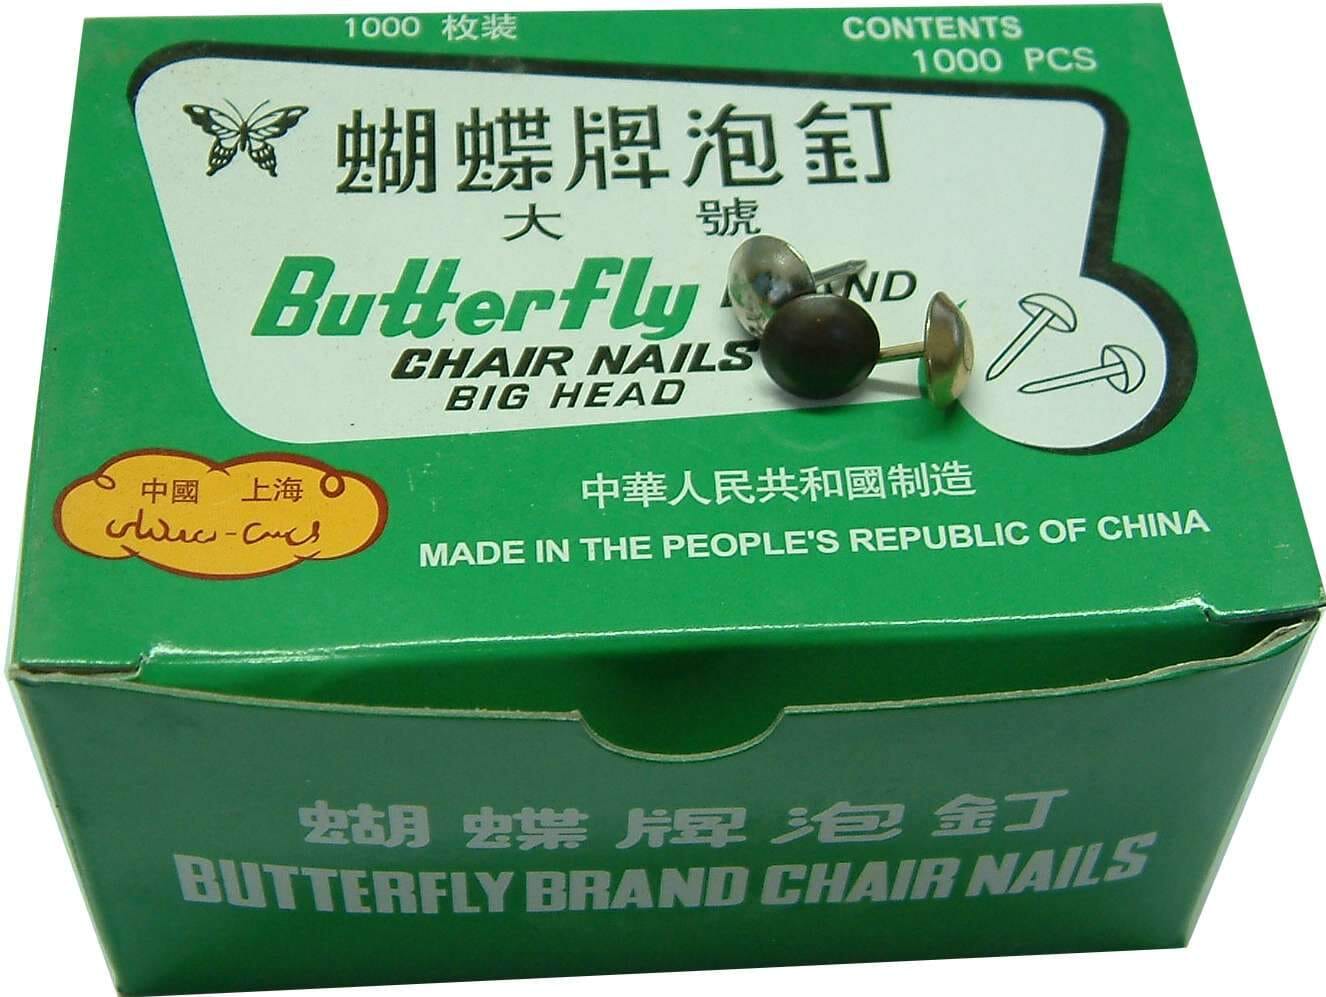 1000 枚装
CONTENTS
1000 PCS
蝴蝶牌泡釘
大 號
Butterfly
CHAIR NAILS
BIG HEAD
中國 上海
中華人民共和國制造
MADE IN THE PEOPLE'S REPUBLIC OF CHINA
蝴蝶牌泡釘
BUTTERFLY BRAND CHAIR NAILS